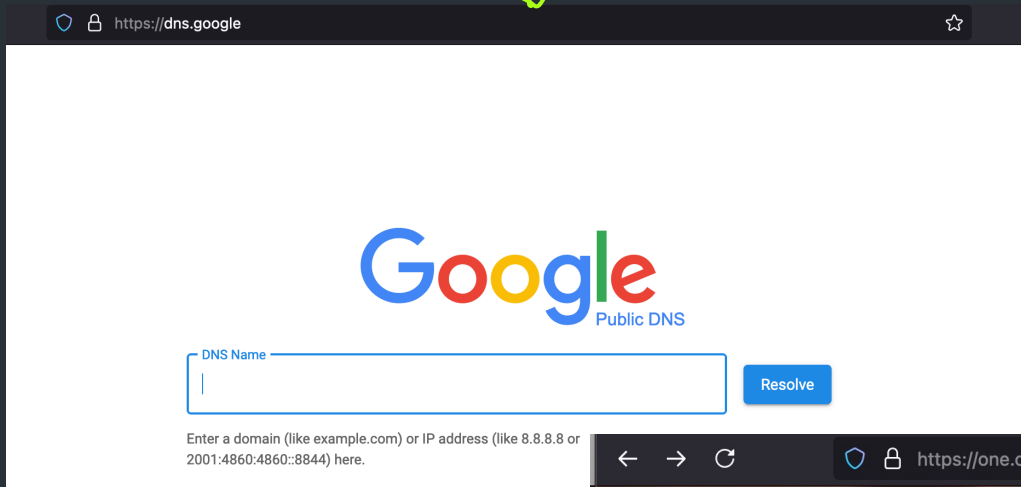 https://dns.google
Google
Public DNS
DNS Name
Resolve
Enter a domain (like example.com) or IP address (like 8.8.8.8 or
2001:4860:4860::8844) here.
https://one.